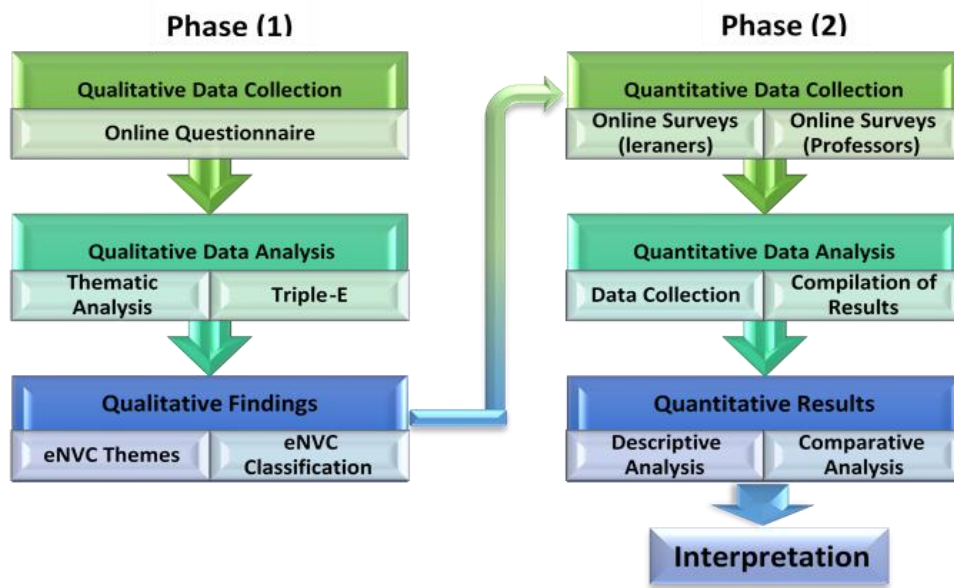 Phase (1)
Qualitative Data Collection
Online Questionnaire
Qualitative Data Analysis
Thematic
Analysis
Triple-E
Qualitative Findings
eNVC Themes
eNVC
Classification
Phase (2)
Quantitative Data Collection
Online Surveys
(leraners)
Online Surveys
(Professors)
Quantitative Data Analysis
Data Collection
Compilation of
Results
Quantitative Results
Descriptive
Analysis
Comparative
Analysis
Interpretation